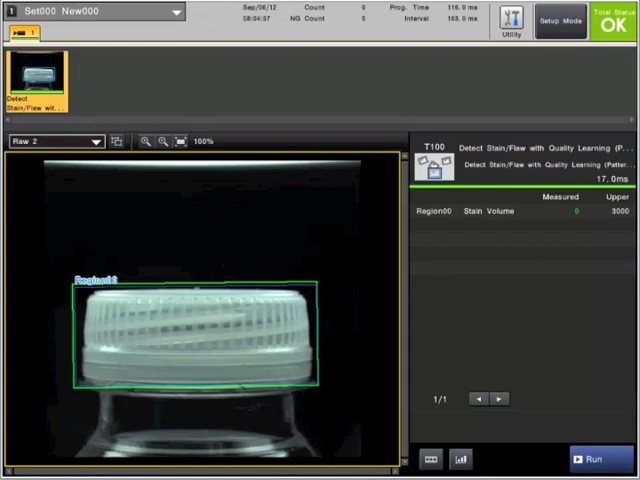 1 Set000 New000
Sep/06/12 Count 0 Prog. Time 116.0 ms
08:04:37 NG Count 0 Interval 103.0 ms
Utility
Setup Mode
Total Status
OK
1
Detect
Stain/Flaw wit...
Raw 2
100%
T100 Detect Stain/Flaw with Quality Learning (P...
Detect Stain/Flaw with Quality Learning (Patter...
17.0ms
Measured Upper
Region00 Stain Volume 0 3000
Region00
1/1
Run